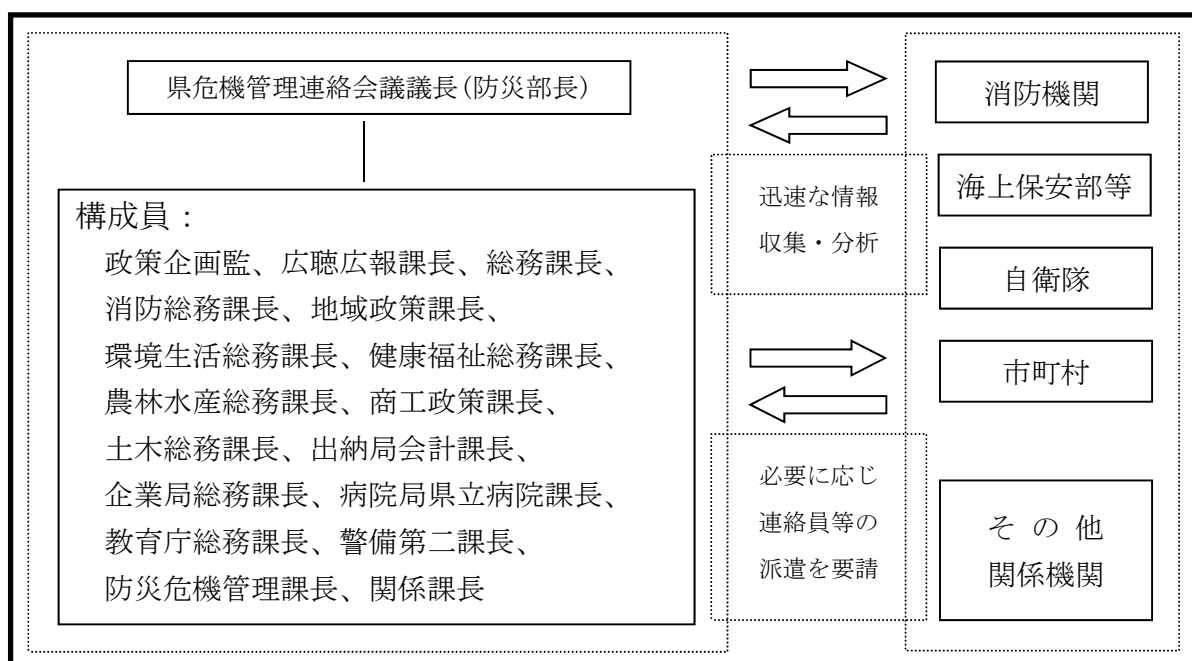 県危機管理連絡会議議長(防災部長)
構成員：
政策企画監、広聴広報課長、総務課長、
消防総務課長、地域政策課長、
環境生活総務課長、健康福祉総務課長、
農林水産総務課長、商工政策課長、
土木総務課長、出納局会計課長、
企業局総務課長、病院局県立病院課長、
教育庁総務課長、警備第二課長、
防災危機管理課長、関係課長
迅速な情報
収集・分析
必要に応じ
連絡員等の
派遣を要請
消防機関
海上保安部等
自衛隊
市町村
そ の 他
関係機関